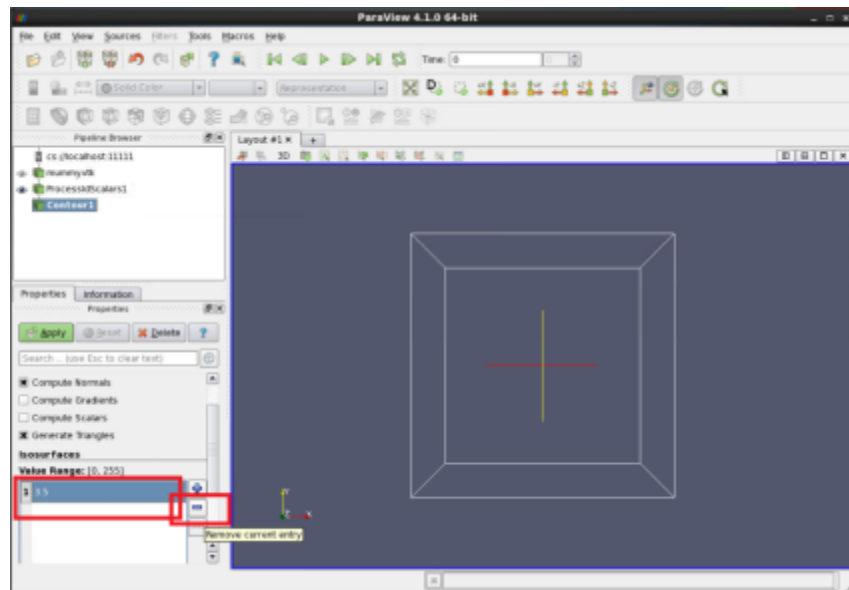 ParaView 4.1.0 64-bit
File Edit View Sources Filters Tools Macros Help
Time: 0 0
Solid Color Representation
Pipeline Browser
Layout #1 × +
3D
cs://localhost:11111
mummy.vtk
ProcessIdScalars1
Contour1
Properties Information
Properties
Apply Reset Delete ?
Search ... (use Esc to clear text)
Compute Normals
Compute Gradients
Compute Scalars
Generate Triangles
Isosurfaces
Value Range: [0, 255]
1 3.5
Remove current entry
Y
Z X